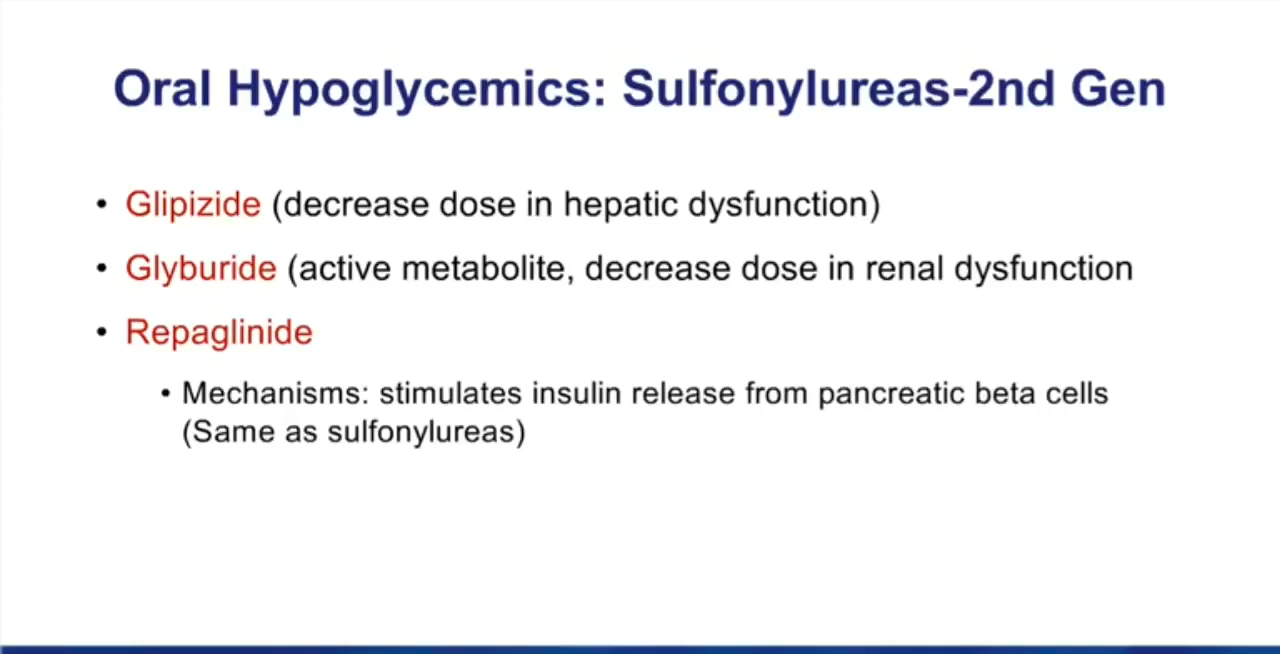 Oral Hypoglycemics: Sulfonylureas-2nd Gen
• Glipizide (decrease dose in hepatic dysfunction)
• Glyburide (active metabolite, decrease dose in renal dysfunction
• Repaglinide
• Mechanisms: stimulates insulin release from pancreatic beta cells
(Same as sulfonylureas)